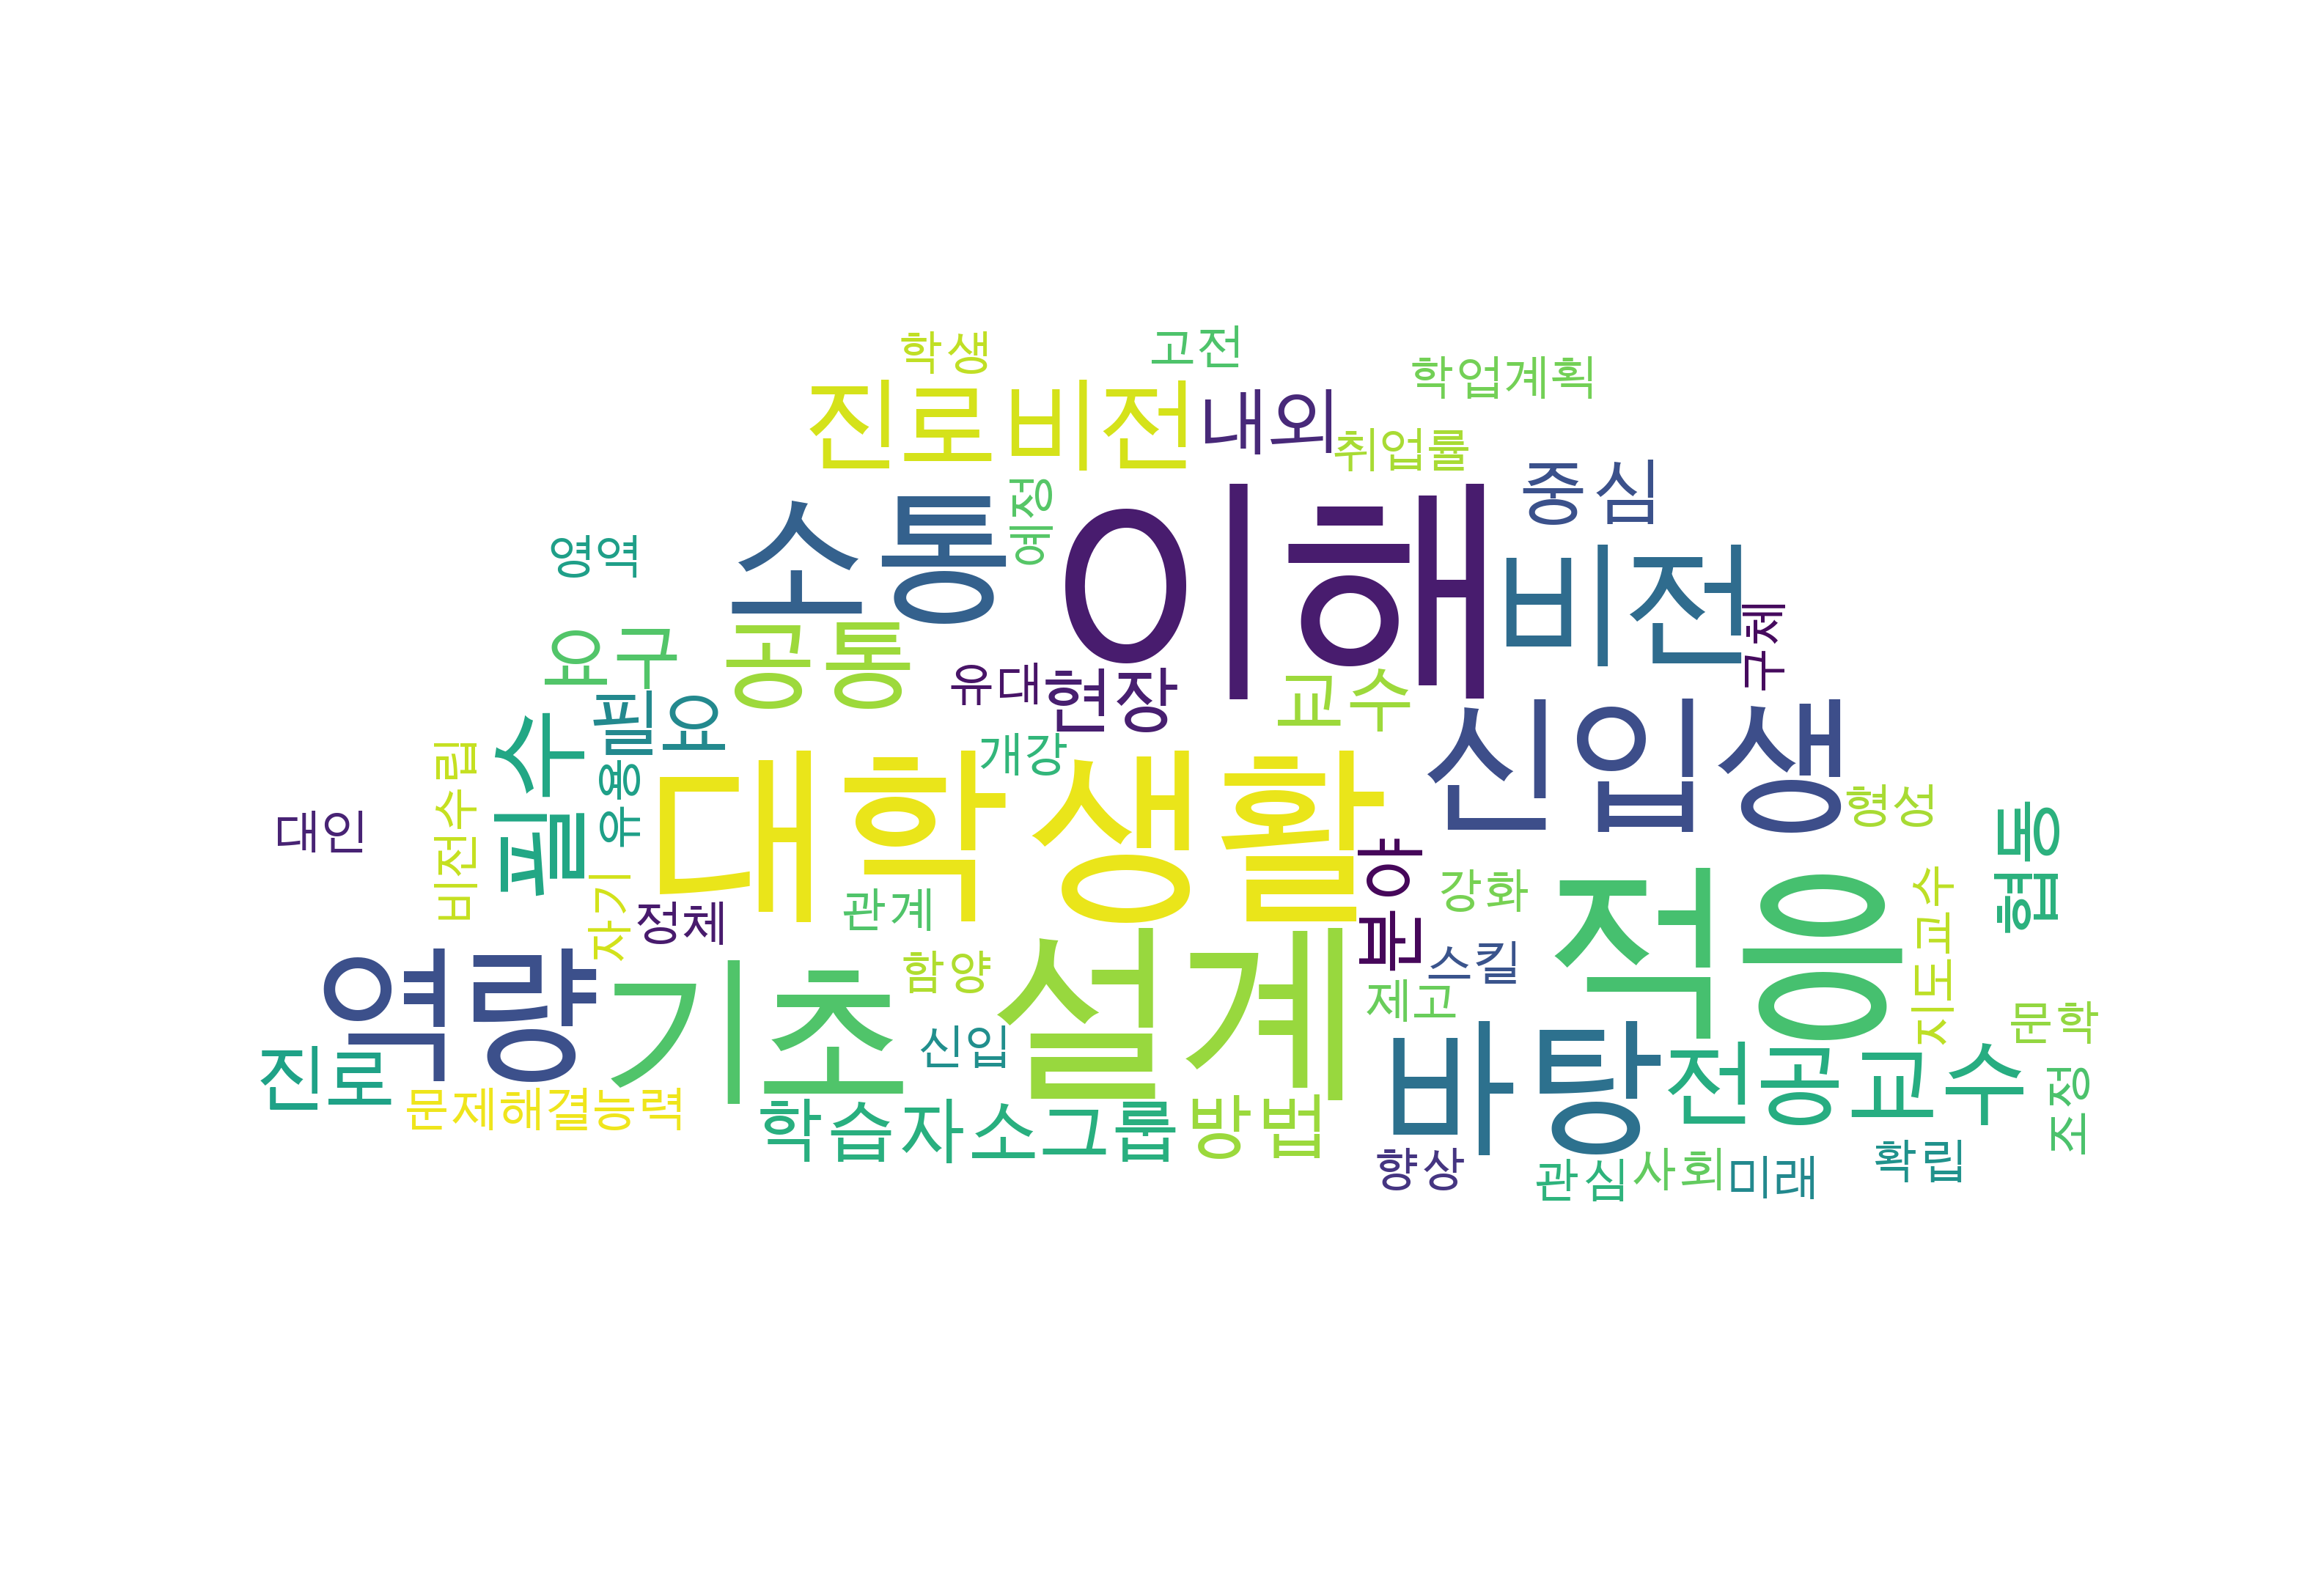 학생
고전
학업계획
진로비전
내외
취업률
중심
소통
설정
이해
영역
비전
구체
요구
공통
유대
현장
교수
필요
필수
신입생
개강
유용
대학생활
비전수립
대인
형성
협동
분야
강화
적응
지도교수
자기
정체
관계
역량
기초
함양
설계
스킬
제고
문학
신입
바탕
전공교수
진로
조정
문제해결능력
학습자
소그룹
방법
향상
관심
사회
미래
확립